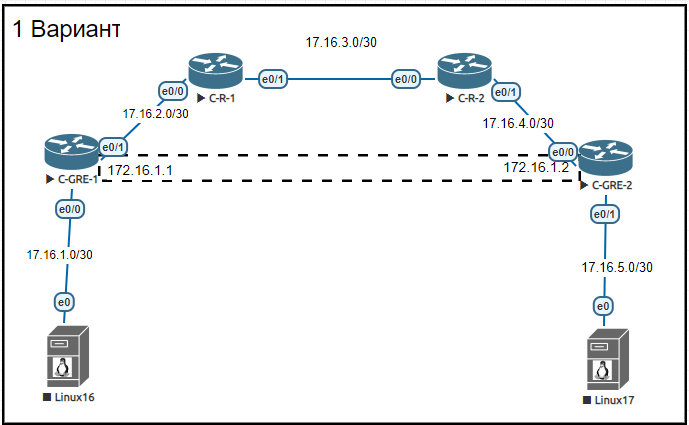 1 Вариант
17.16.3.0/30
e0/0
e0/1
e0/0
e0/1
C-R-1
C-R-2
17.16.2.0/30
17.16.4.0/30
e0/1
e0/0
172.16.1.1
172.16.1.2
C-GRE-1
C-GRE-2
e0/0
e0/1
17.16.1.0/30
17.16.5.0/30
e0
e0
Linux16
Linux17